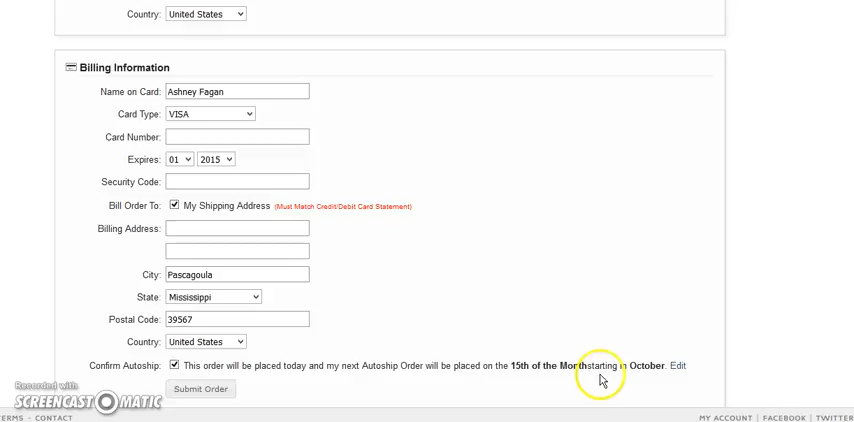 Country: United States
Billing Information
Name on Card: Ashney Fagan
Card Type: VISA
Card Number:
Expires: 01 2015
Security Code:
Bill Order To: My Shipping Address (Must Match Credit/Debit Card Statement)
Billing Address:
City: Pascagoula
State: Mississippi
Postal Code: 39567
Country: United States
Confirm Autoship: This order will be placed today and my next Autoship Order will be placed on the 15th of the Monthstarting in October. Edit
Submit Order
Recorded with
SCREENCAST-O-MATIC
TERMS - CONTACT MY ACCOUNT | FACEBOOK | TWITTER